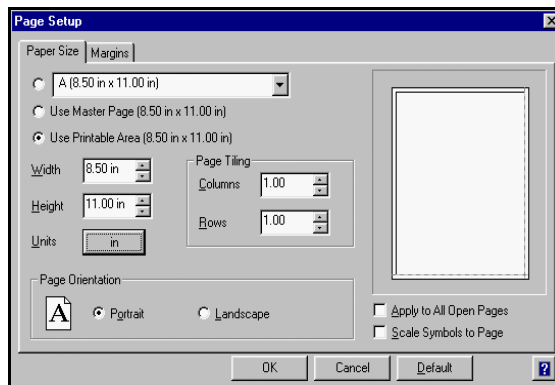 Page Setup
Paper Size Margins
A (8.50 in x 11.00 in)
Use Master Page (8.50 in x 11.00 in)
Use Printable Area (8.50 in x 11.00 in)
Width 8.50 in
Height 11.00 in
Units in
Page Tiling
Columns 1.00
Rows 1.00
Page Orientation
A Portrait Landscape
Apply to All Open Pages
Scale Symbols to Page
OK Cancel Default ?